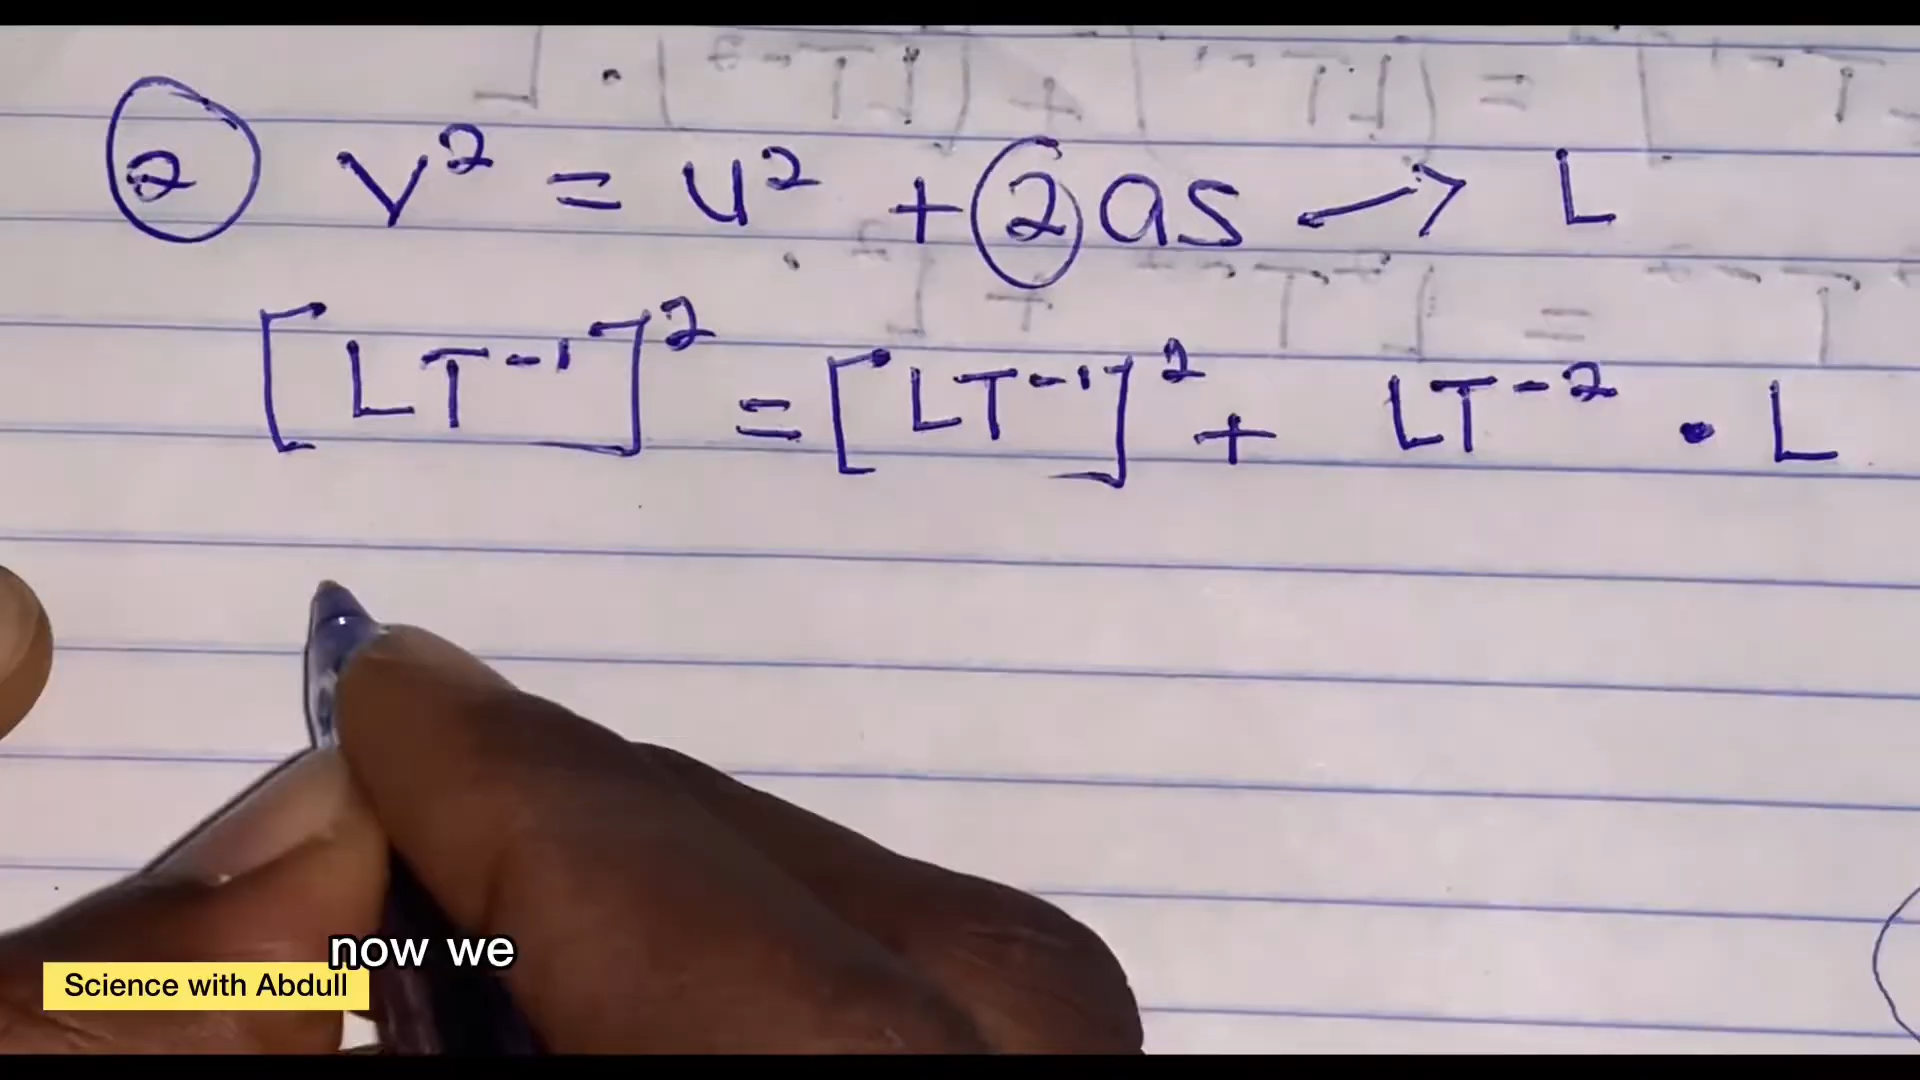 ② v² = u² + ②as ⟶ L
[LT⁻¹]² = [LT⁻¹]² + LT⁻² · L
now we
Science with Abdull